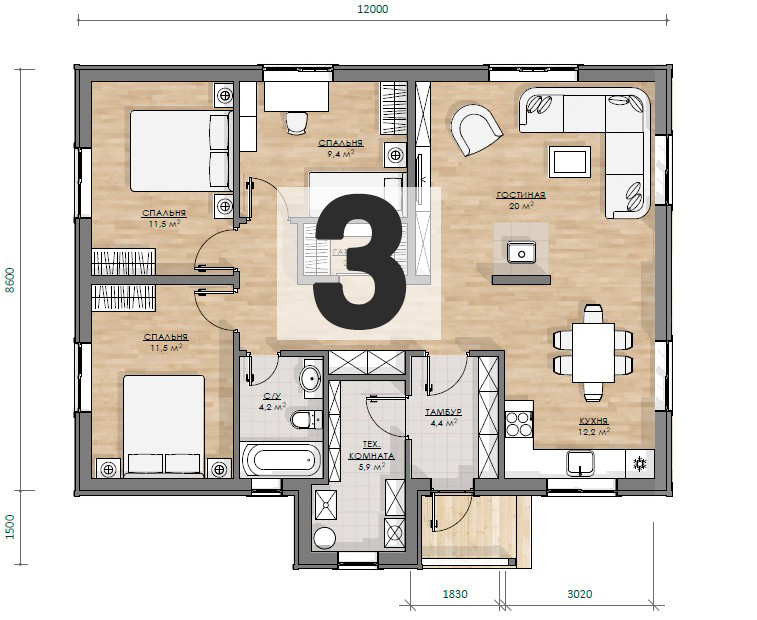 12000
СПАЛЬНЯ
9,4 м²
ГОСТИНАЯ
20 м²
СПАЛЬНЯ
11,5 м²
3
8600
СПАЛЬНЯ
11,5 м²
С/У
4,2 м²
ТАМБУР
4,4 м²
КУХНЯ
12,2 м²
ТЕХ.
КОМНАТА
5,9 м²
1500
1830
3020